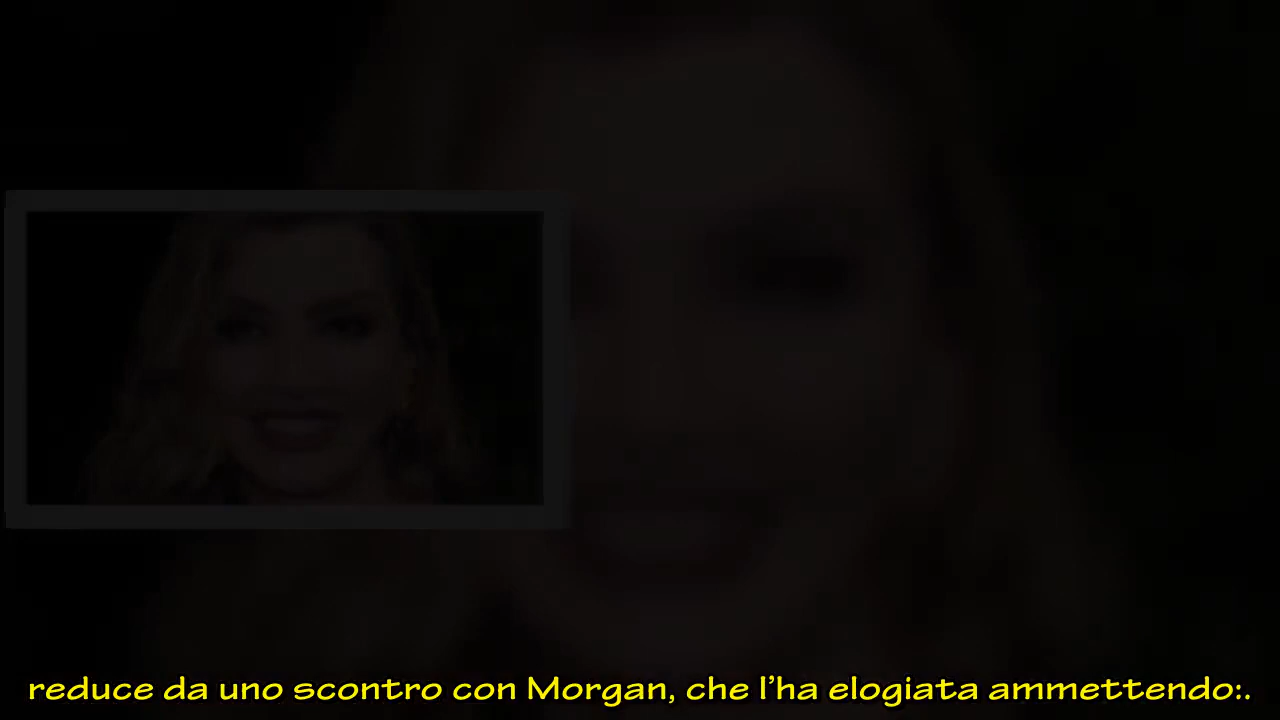 reduce da uno scontro con Morgan, che l’ha elogiata ammettendo:.